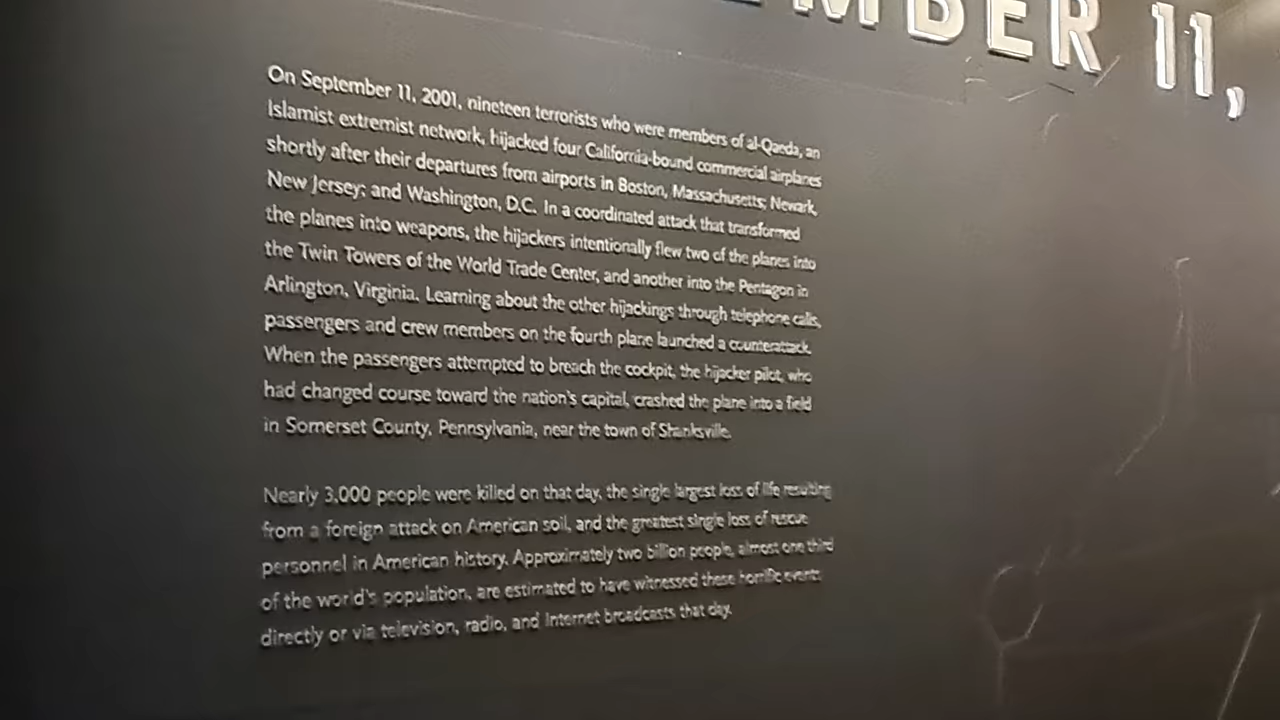 EMBER 11,
On September 11, 2001, nineteen terrorists who were members of al-Qaeda, an
Islamist extremist network, hijacked four California-bound commercial airplanes
shortly after their departures from airports in Boston, Massachusetts; Newark,
New Jersey; and Washington, D.C. In a coordinated attack that transformed
the planes into weapons, the hijackers intentionally flew two of the planes into
the Twin Towers of the World Trade Center, and another into the Pentagon in
Arlington, Virginia. Learning about the other hijackings through telephone calls,
passengers and crew members on the fourth plane launched a counterattack.
When the passengers attempted to breach the cockpit, the hijacker pilot, who
had changed course toward the nation's capital, crashed the plane into a field
in Somerset County, Pennsylvania, near the town of Shanksville.
Nearly 3,000 people were killed on that day, the single largest loss of life resulting
from a foreign attack on American soil, and the greatest single loss of rescue
personnel in American history. Approximately two billion people, almost one third
of the world's population, are estimated to have witnessed these horrific events
directly or via television, radio, and Internet broadcasts that day.